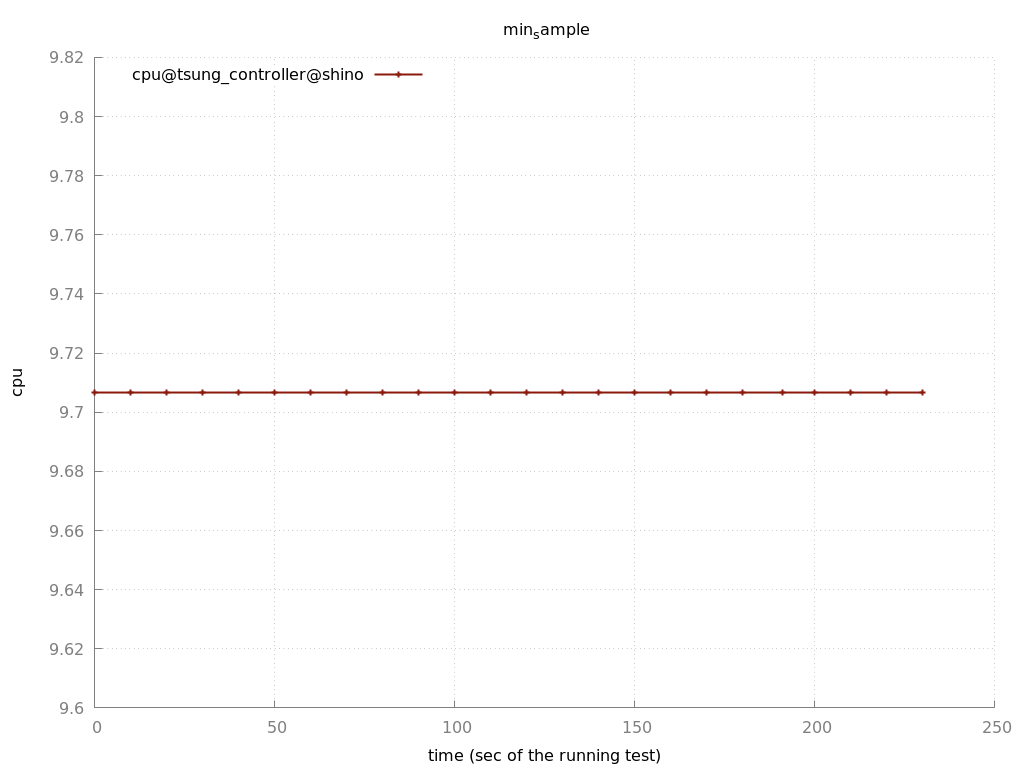 min_sample
9.82
cpu@tsung_controller@shino
9.8
9.78
9.76
9.74
9.72
cpu
9.7
9.68
9.66
9.64
9.62
9.6
0 50 100 150 200 250
time (sec of the running test)